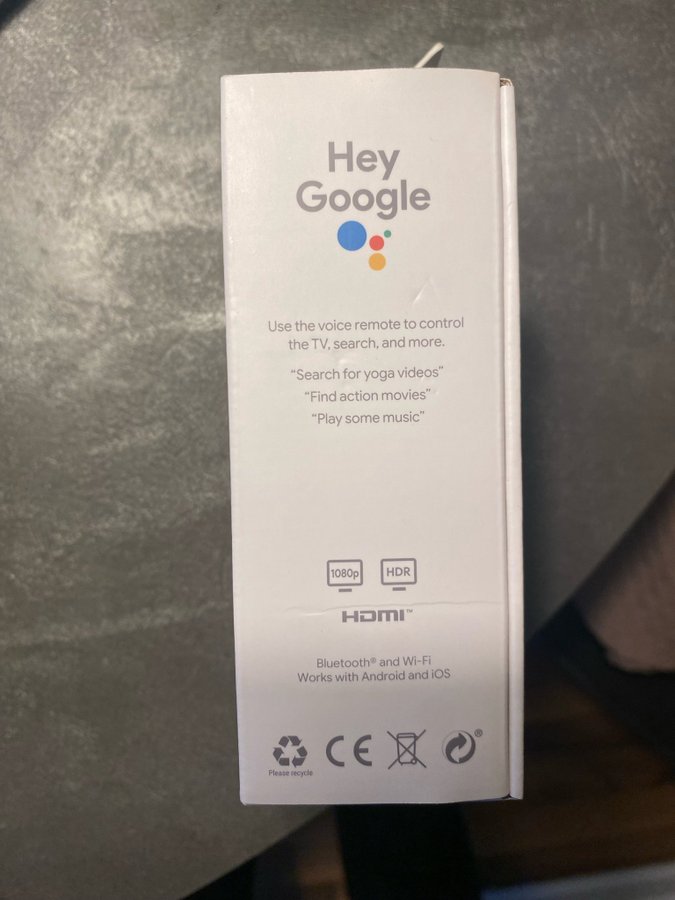 Hey
Google
Use the voice remote to control
the TV, search, and more.
“Search for yoga videos”
“Find action movies”
“Play some music”
1080p HDR
HDMI™
Bluetooth® and Wi-Fi
Works with Android and iOS
CE ®
Please recycle